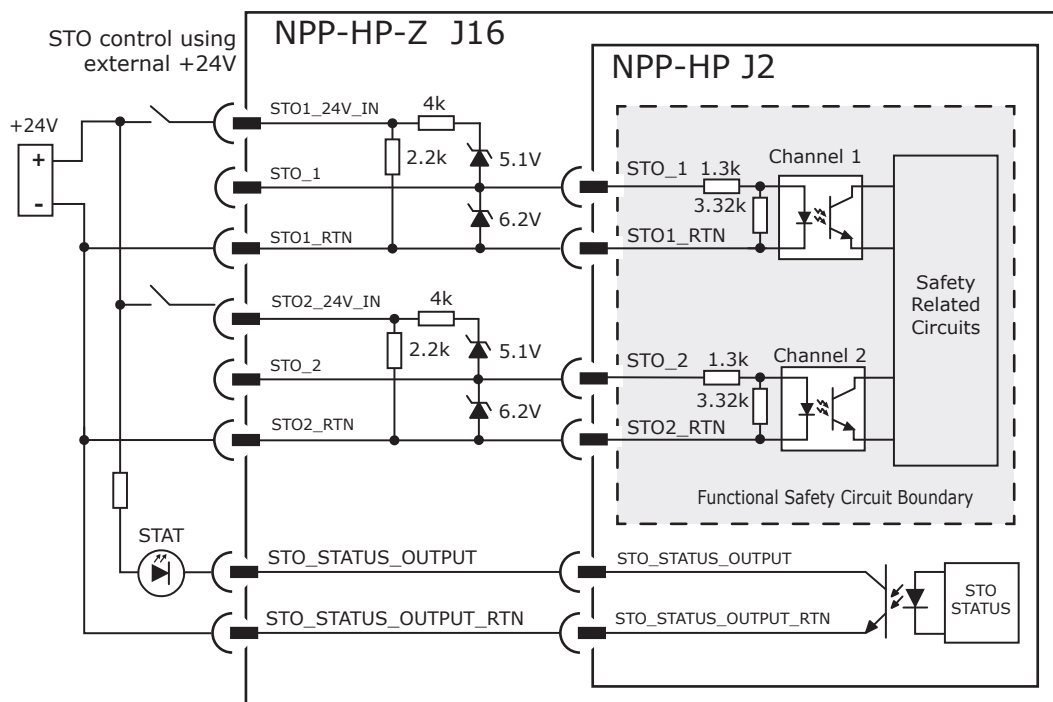 STO control using
external +24V
NPP-HP-Z J16
NPP-HP J2
+24V
+
-
STO1_24V_IN
4k
2.2k
5.1V
STO_1
6.2V
STO1_RTN
STO_1
1.3k
3.32k
STO1_RTN
Channel 1
Safety
Related
Circuits
STO2_24V_IN
4k
2.2k
5.1V
STO_2
6.2V
STO2_RTN
STO_2
1.3k
3.32k
STO2_RTN
Channel 2
Functional Safety Circuit Boundary
STAT
STO_STATUS_OUTPUT
STO_STATUS_OUTPUT
STO_STATUS_OUTPUT_RTN
STO_STATUS_OUTPUT_RTN
STO
STATUS